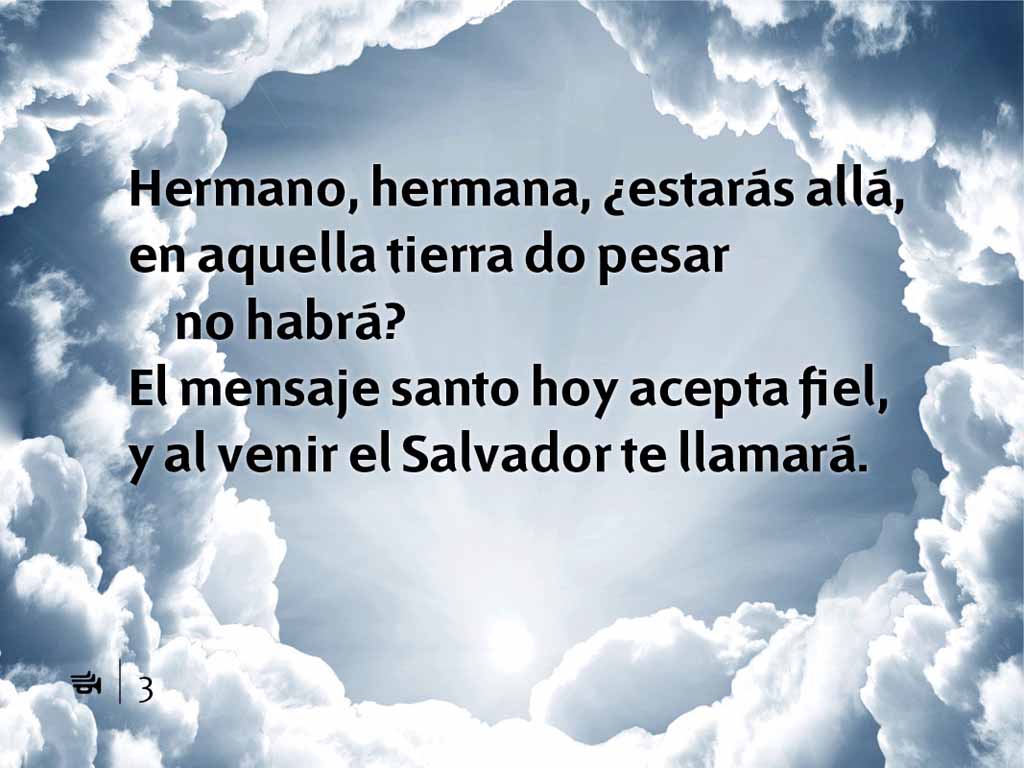 Hermano, hermana, ¿estarás allá,
en aquella tierra do pesar
no habrá?
El mensaje santo hoy acepta fiel,
y al venir el Salvador te llamará.
3